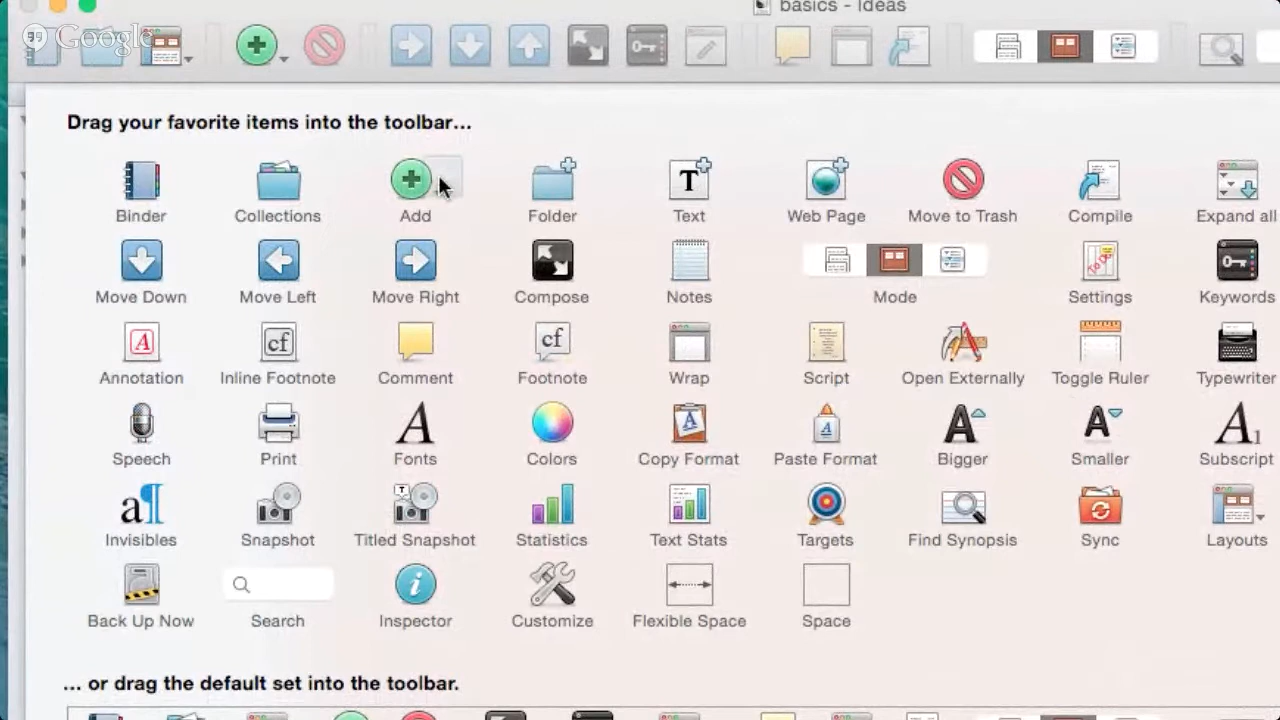 basics - Ideas
Google
Drag your favorite items into the toolbar...
Binder Collections Add Folder Text Web Page Move to Trash Compile Expand all
Move Down Move Left Move Right Compose Notes Mode Settings Keywords
Annotation Inline Footnote Comment Footnote Wrap Script Open Externally Toggle Ruler Typewriter
Speech Print Fonts Colors Copy Format Paste Format Bigger Smaller Subscript
Invisibles Snapshot Titled Snapshot Statistics Text Stats Targets Find Synopsis Sync Layouts
Back Up Now Search Inspector Customize Flexible Space Space
... or drag the default set into the toolbar.